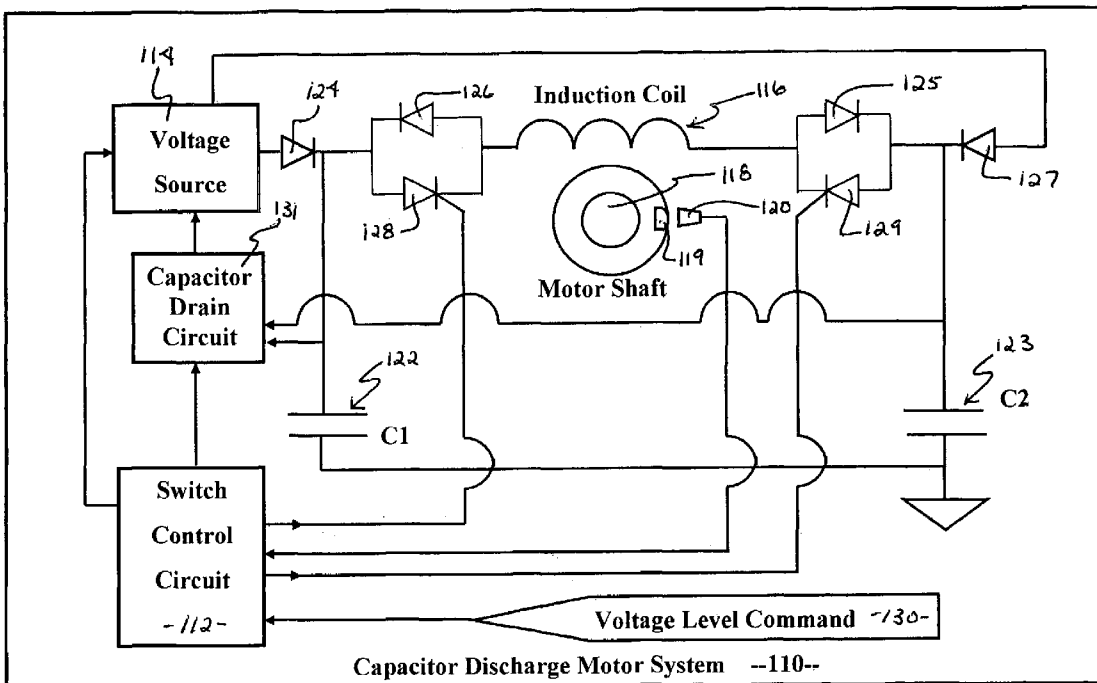 114
124
126
Induction Coil
116
125
Voltage
Source
127
118
120
128
129
131
119
Capacitor
Drain
Circuit
Motor Shaft
122
123
C1
C2
Switch
Control
Circuit
-112-
Voltage Level Command -130-
Capacitor Discharge Motor System --110--